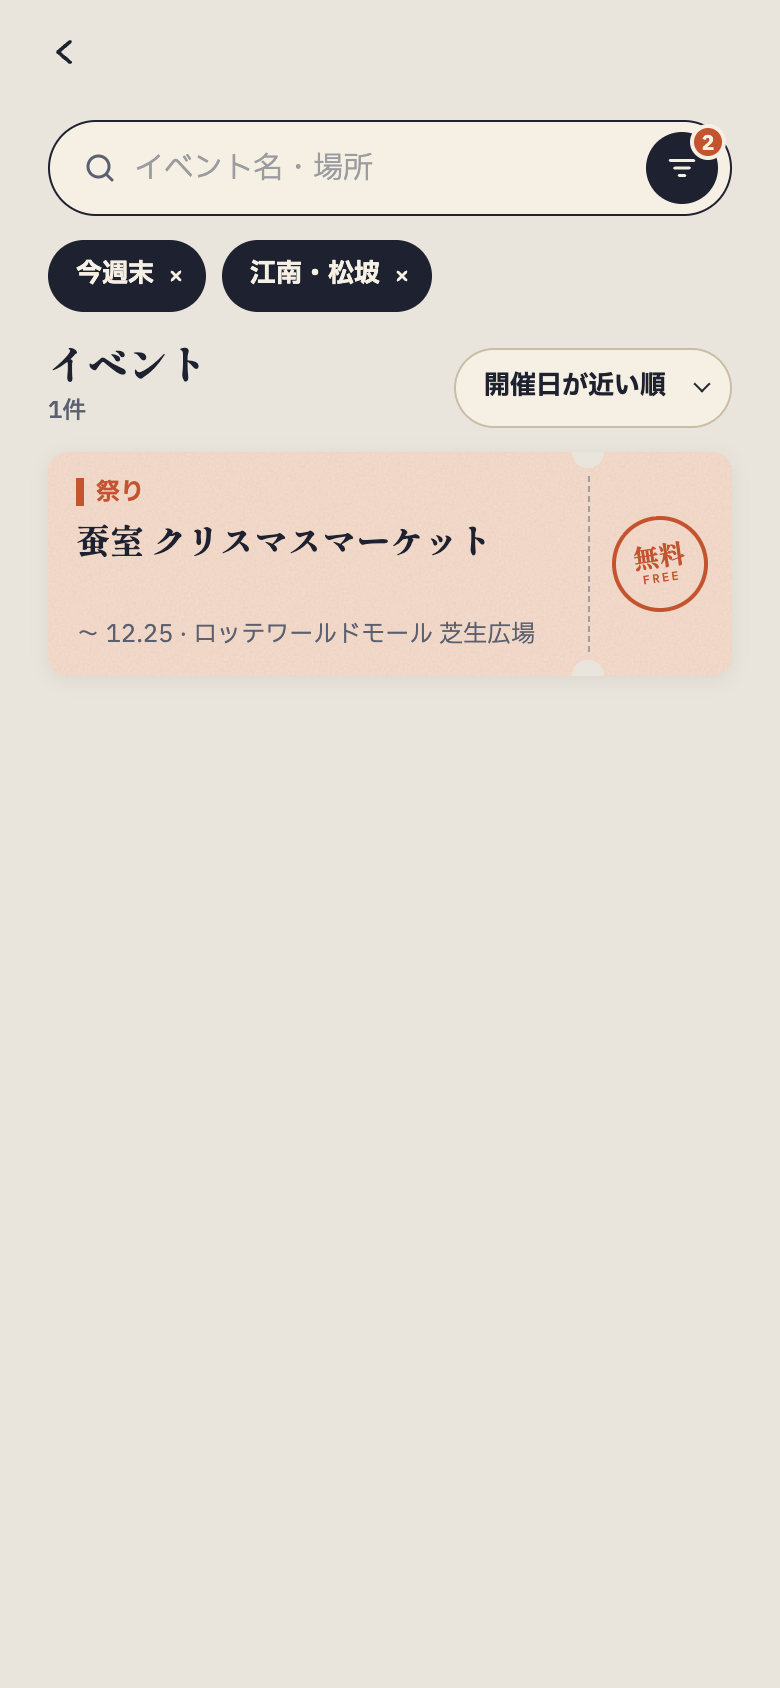 イベント名・場所
2
今週末 ×
江南・松坡 ×
イベント
1件
開催日が近い順
祭り
蚕室 クリスマスマーケット
〜 12.25 · ロッテワールドモール 芝生広場
無料
FREE